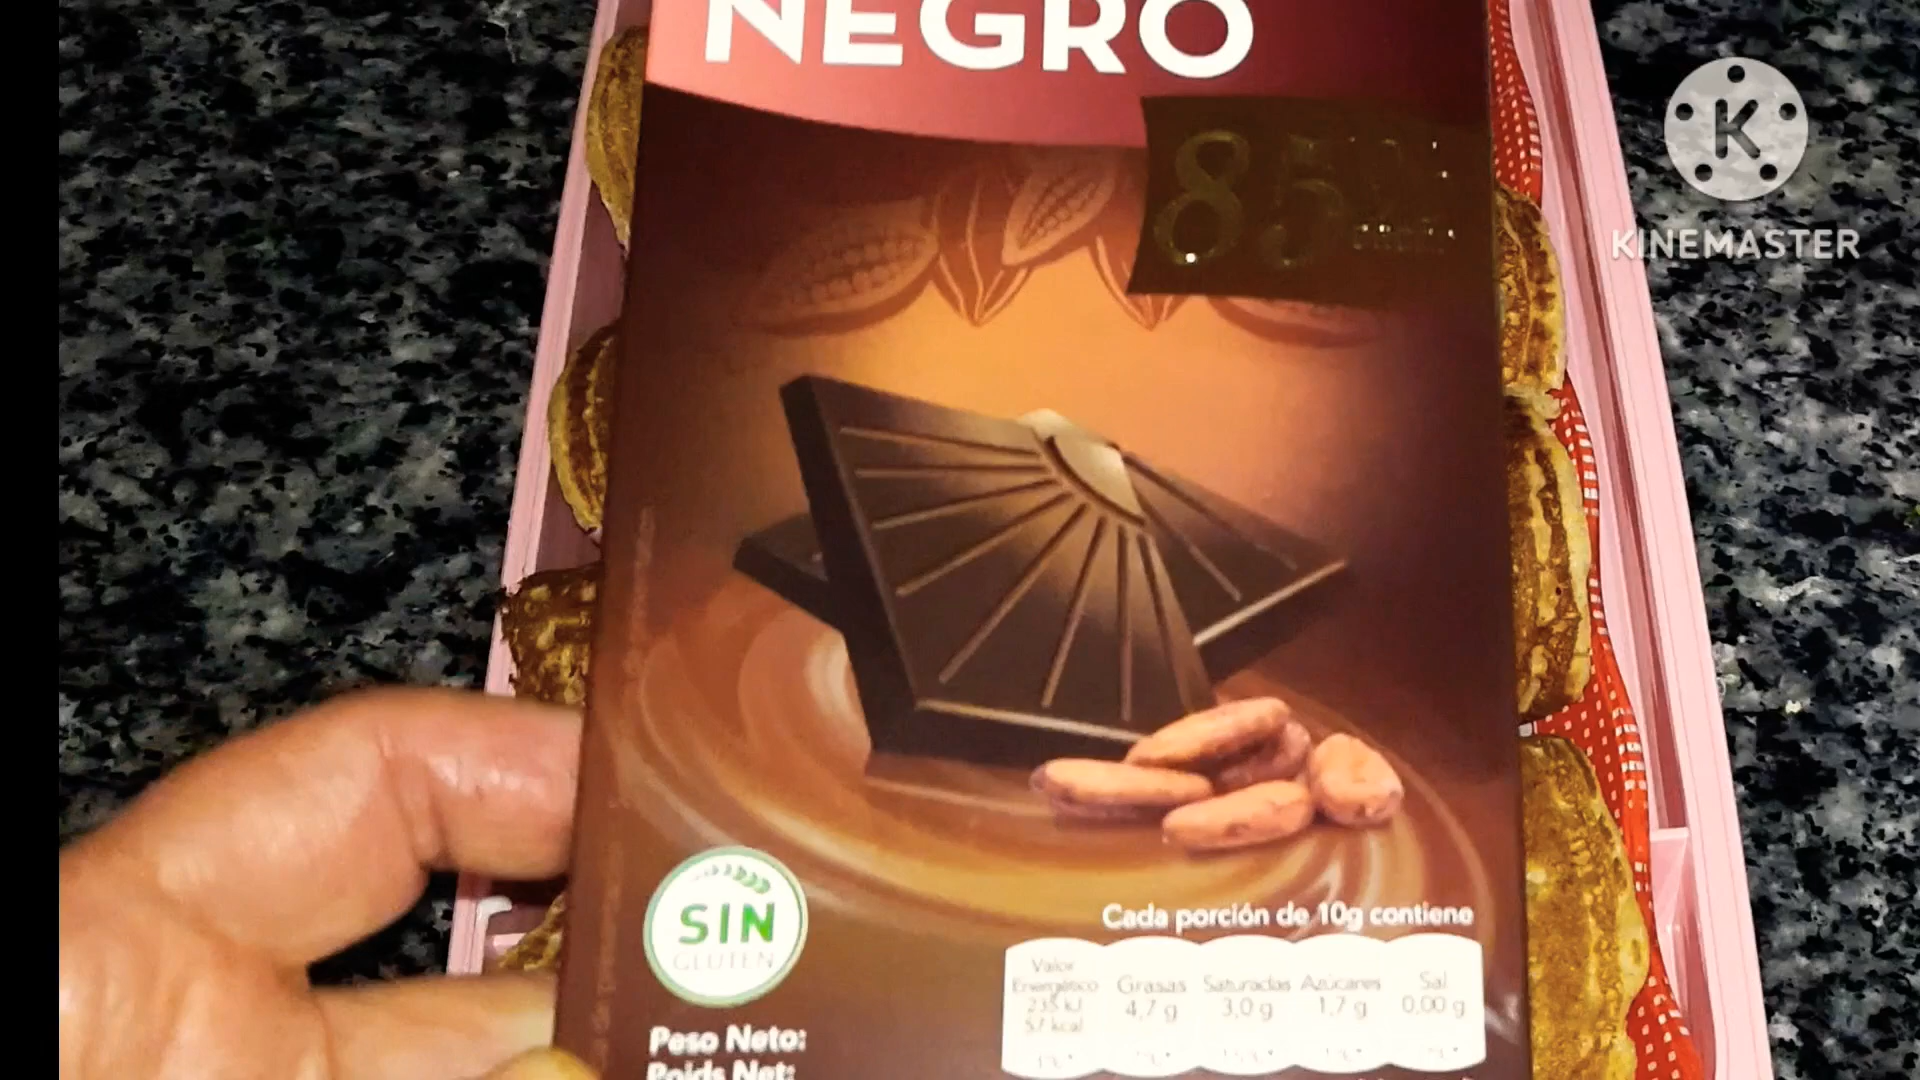 NEGRO
85%
K
KINEMASTER
SIN
GLUTEN
Cada porción de 10g contiene
Valor
Energético Grasas Saturadas Azúcares Sal
235 kJ 4,7 g 3,0 g 1,7 g 0,00 g
57 kcal
Peso Neto:
Poids Net: